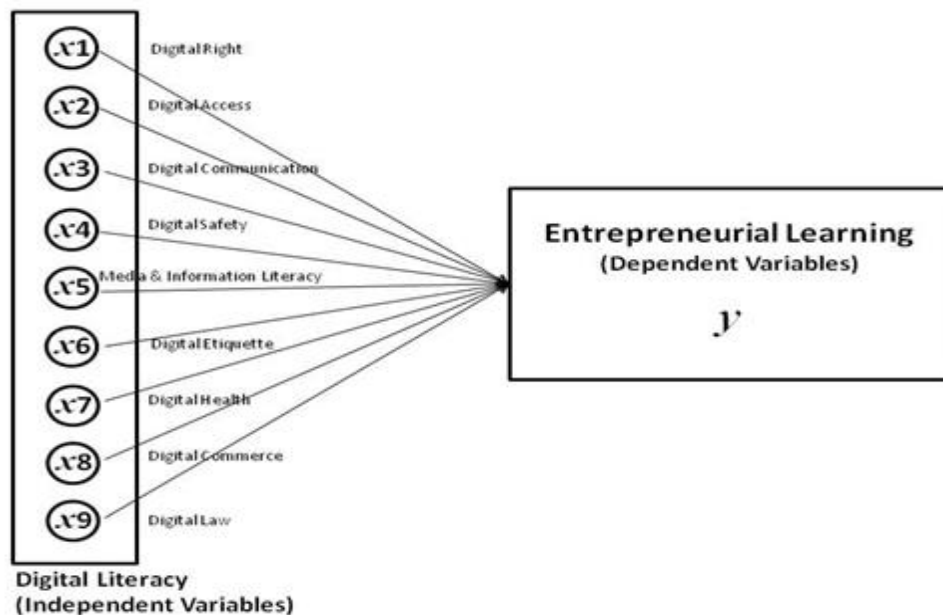 x1 Digital Right
x2 Digital Access
x3 Digital Communication
x4 Digital Safety
x5 Media & Information Literacy
x6 Digital Etiquette
x7 Digital Health
x8 Digital Commerce
x9 Digital Law
Digital Literacy
(Independent Variables)
Entrepreneurial Learning
(Dependent Variables)
y